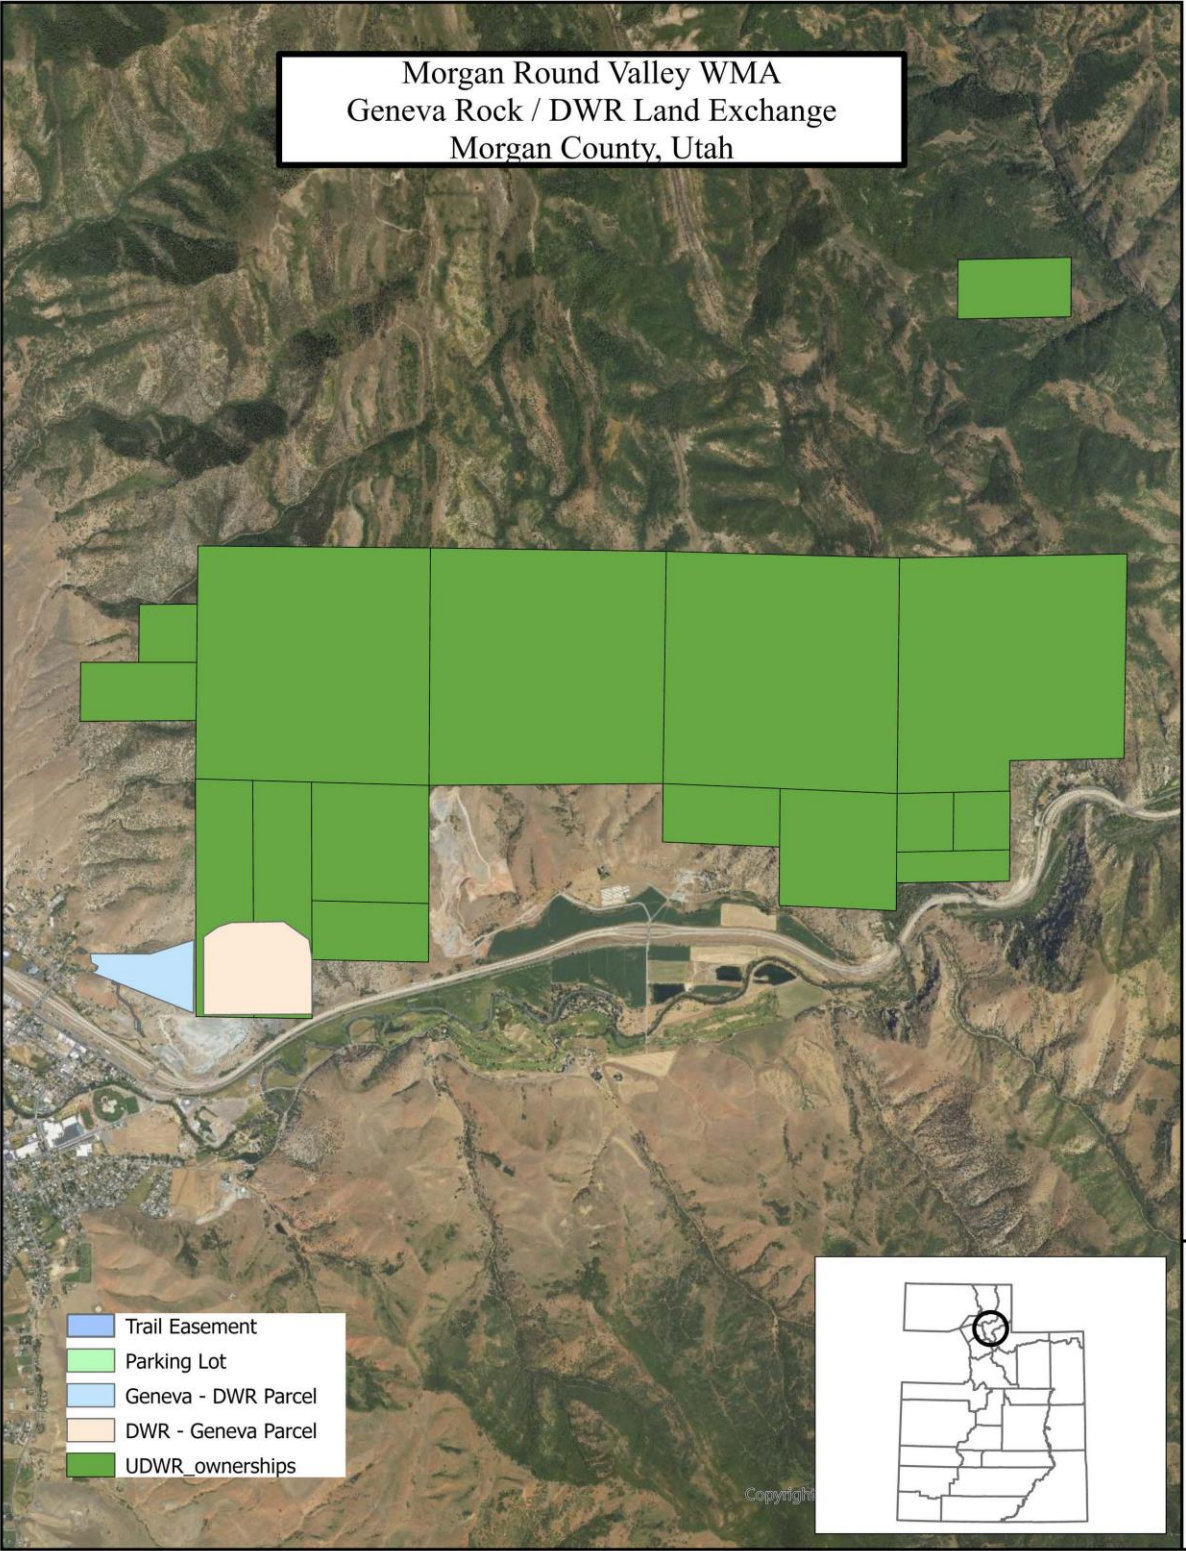 Morgan Round Valley WMA
Geneva Rock / DWR Land Exchange
Morgan County, Utah
Trail Easement
Parking Lot
Geneva - DWR Parcel
DWR - Geneva Parcel
UDWR_ownerships